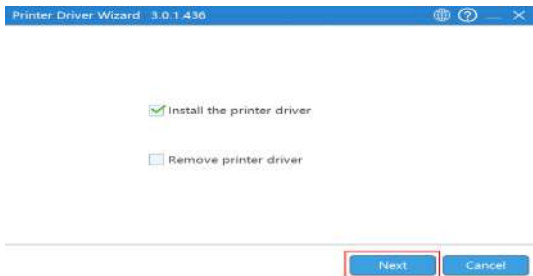 Printer Driver Wizard 3.0.1.436
Install the printer driver
Remove printer driver
Next Cancel